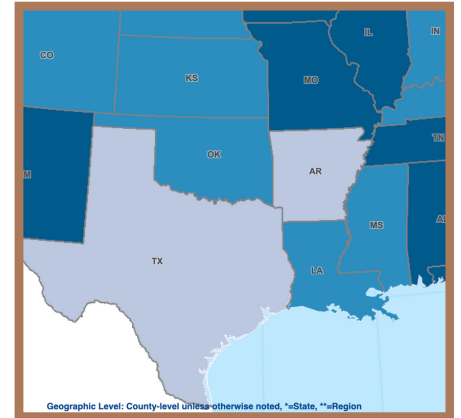 IL
IN
CO
KS
MO
TN
OK
AR
M
AL
MS
TX
LA
Geographic Level: County-level unless otherwise noted, *=State, **=Region